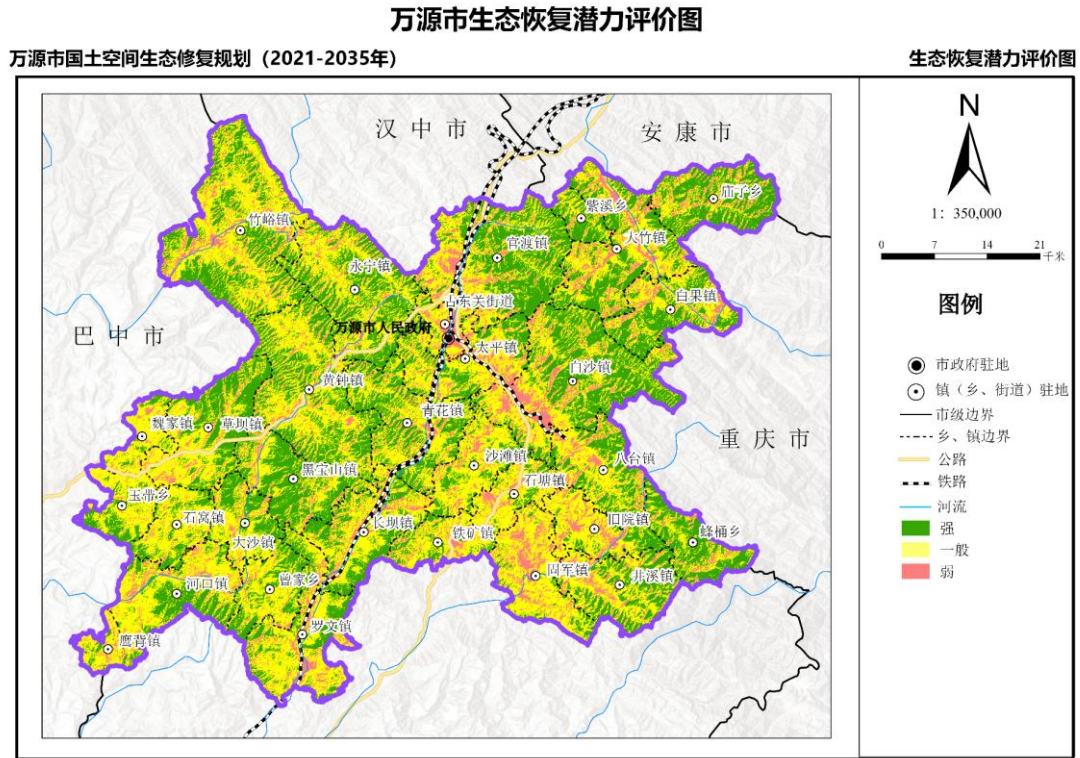 万源市生态恢复潜力评价图
万源市国土空间生态修复规划（2021-2035年）
生态恢复潜力评价图
汉中市
安康市
巴中市
重庆市
庙子乡
紫溪乡
竹峪镇
大竹镇
官渡镇
永宁镇
白果镇
古东关街道
万源市人民政府
太平镇
白沙镇
黄钟镇
青花镇
魏家镇
草坝镇
沙滩镇
八台镇
黑宝山镇
石塘镇
玉带乡
石窝镇
大沙镇
长坝镇
铁矿镇
旧院镇
蜂桶乡
固军镇
井溪镇
河口镇
曾家乡
罗文镇
鹰背镇
N
1：350,000
0 7 14 21
千米
图例
市政府驻地
镇（乡、街道）驻地
市级边界
乡、镇边界
公路
铁路
河流
强
一般
弱